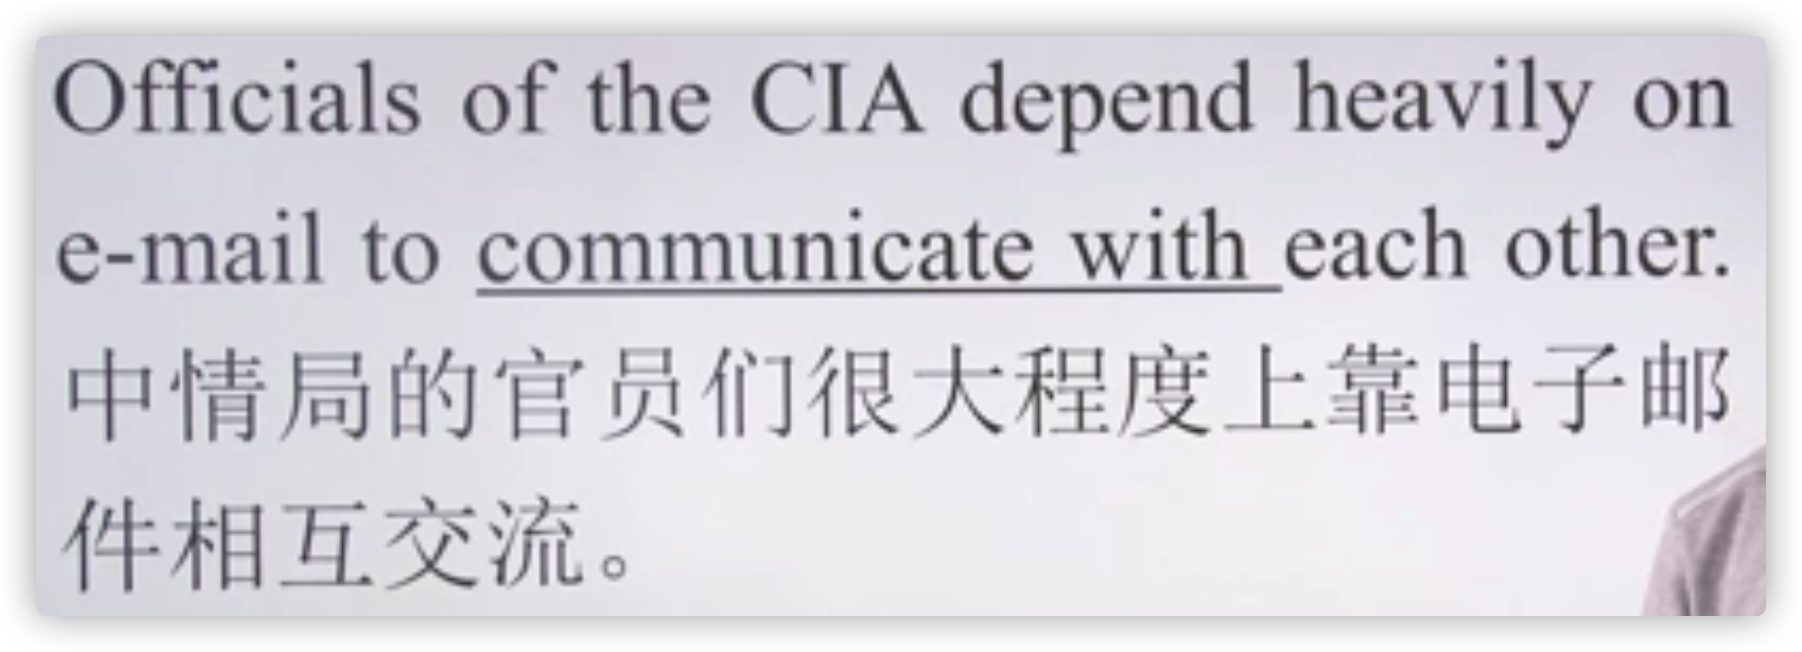 Officials of the CIA depend heavily on
e-mail to communicate with each other.
中情局的官员们很大程度上靠电子邮
件相互交流。